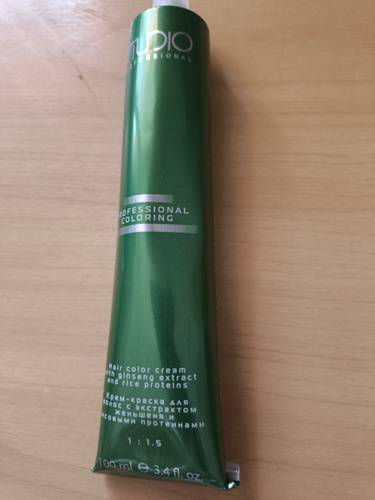 PROFESSIONAL
COLORING
Hair color cream
with ginseng extract
and rice proteins
Крем-краска для
волос с экстрактом
женьшеня и
рисовыми протеинами
1 : 1.5
100 ml e 3.4 fl. oz.